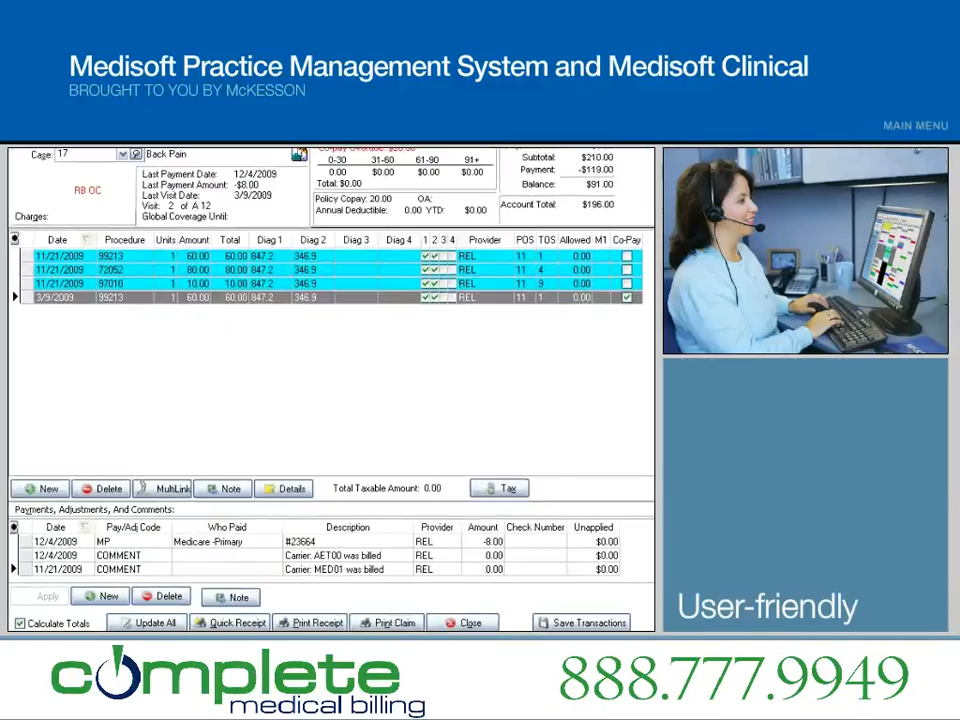 Medisoft Practice Management System and Medisoft Clinical
BROUGHT TO YOU BY McKESSON
MAIN MENU
Case: 17 Back Pain
RB OC
Charges:
Last Payment Date: 12/4/2009
Last Payment Amount: -$8.00
Last Visit Date: 3/9/2009
Visit: 2 of A 12
Global Coverage Until:
0-30 31-60 61-90 91+
0.00 $0.00 $0.00 $0.00
Total: $0.00
Policy Copay: 20.00 OA:
Annual Deductible: 0.00 YTD: $0.00
Subtotal: $210.00
Payment: -$119.00
Balance: $91.00
Account Total: $196.00
Date Procedure Units Amount Total Diag 1 Diag 2 Diag 3 Diag 4 1 2 3 4 Provider POS TOS Allowed M1 Co-Pay
11/21/2009 99213 1 60.00 60.00 847.2 346.9 REL 11 1 0.00
11/21/2009 72052 1 80.00 80.00 847.2 346.9 REL 11 4 0.00
11/21/2009 97010 1 10.00 10.00 847.2 346.9 REL 11 9 0.00
3/9/2009 99213 1 60.00 60.00 847.2 346.9 REL 11 1 0.00
New Delete MultiLink Note Details Total Taxable Amount: 0.00 Tax
Payments, Adjustments, And Comments:
Date Pay/Adj Code Who Paid Description Provider Amount Check Number Unapplied
12/4/2009 MP Medicare -Primary #23664 REL -8.00 $0.00
12/4/2009 COMMENT Carrier: AET00 was billed REL 0.00 $0.00
11/21/2009 COMMENT Carrier: MED01 was billed REL 0.00 $0.00
Apply New Delete Note
Calculate Totals Update All Quick Receipt Print Receipt Print Claim Close Save Transactions
User-friendly
complete
medical billing
888.777.9949